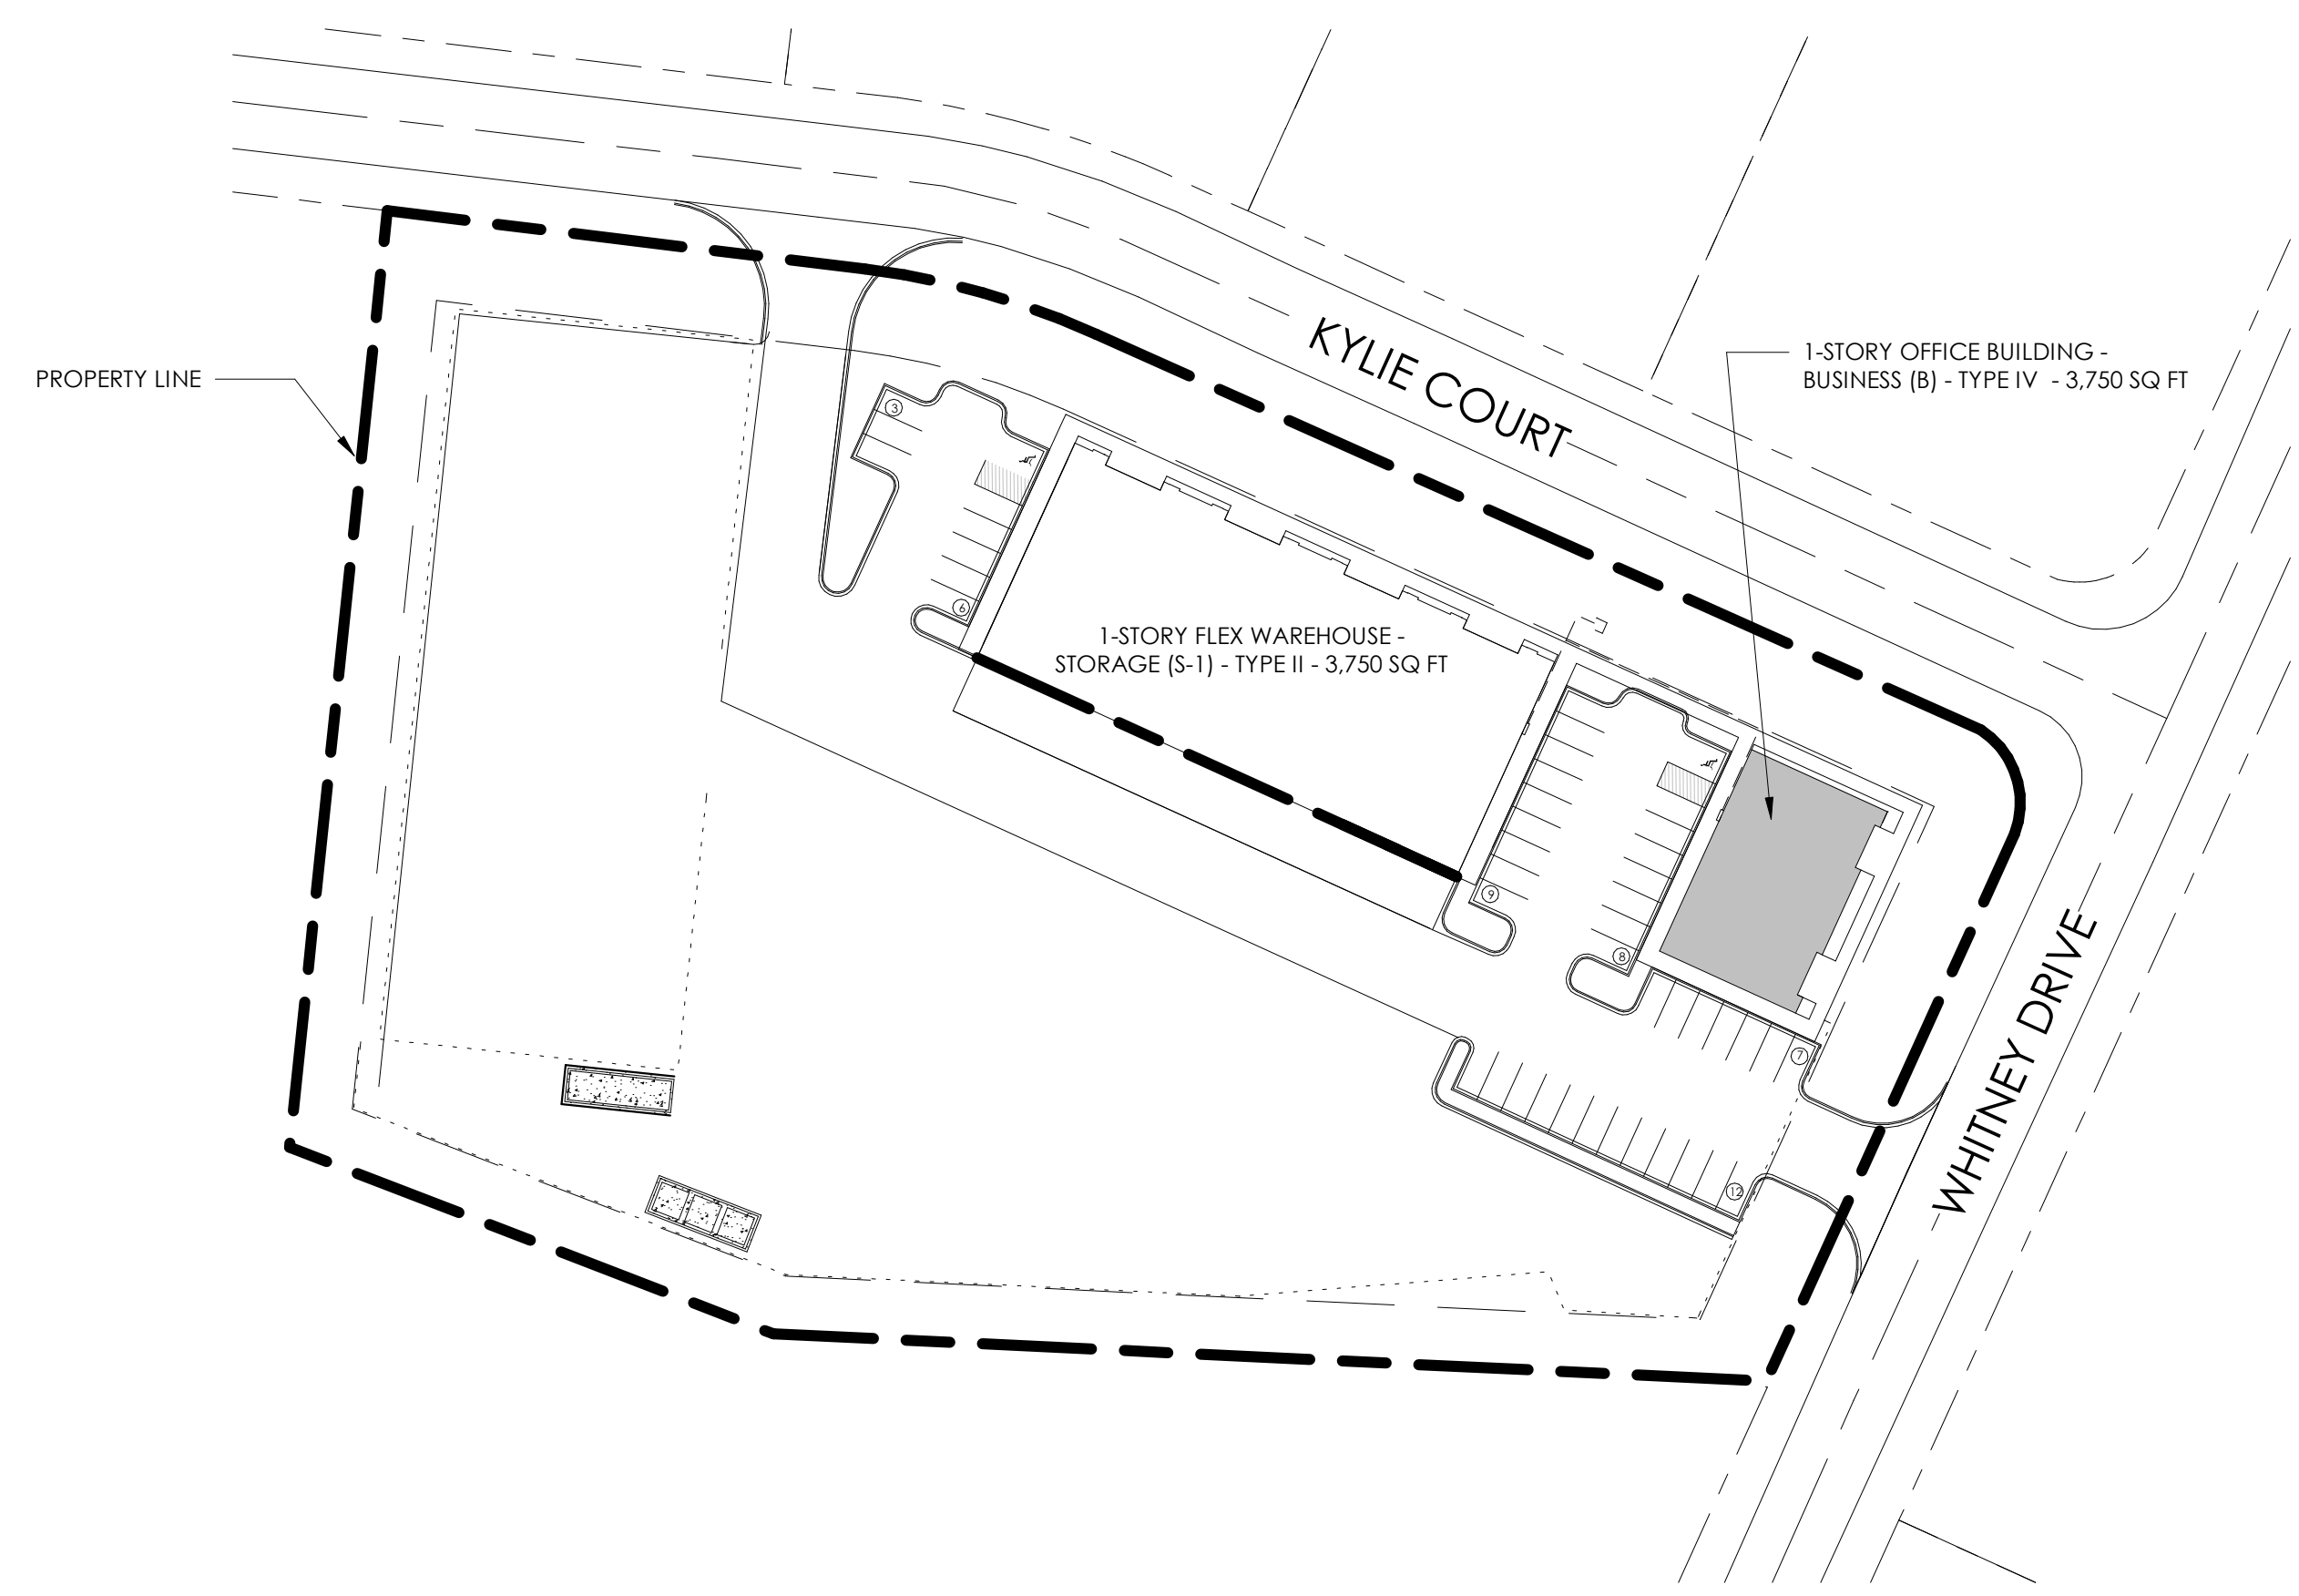 KYLIE COURT
1-STORY OFFICE BUILDING -
BUSINESS (B) - TYPE IV - 3,750 SQ FT
PROPERTY LINE
3
6
1-STORY FLEX WAREHOUSE -
STORAGE (S-1) - TYPE II - 3,750 SQ FT
9
8
7
12
WHITNEY DRIVE